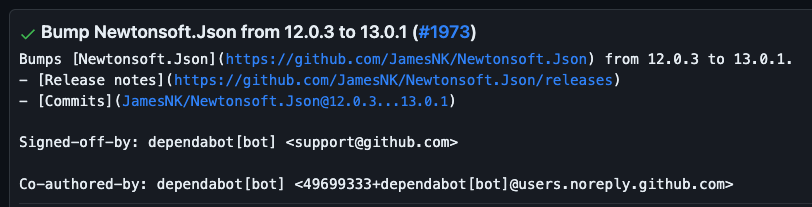 Bump Newtonsoft.Json from 12.0.3 to 13.0.1 (#1973)
Bumps [Newtonsoft.Json](https://github.com/JamesNK/Newtonsoft.Json) from 12.0.3 to 13.0.1.
- [Release notes](https://github.com/JamesNK/Newtonsoft.Json/releases)
- [Commits](JamesNK/Newtonsoft.Json@12.0.3...13.0.1)
Signed-off-by: dependabot[bot] <support@github.com>
Co-authored-by: dependabot[bot] <49699333+dependabot[bot]@users.noreply.github.com>